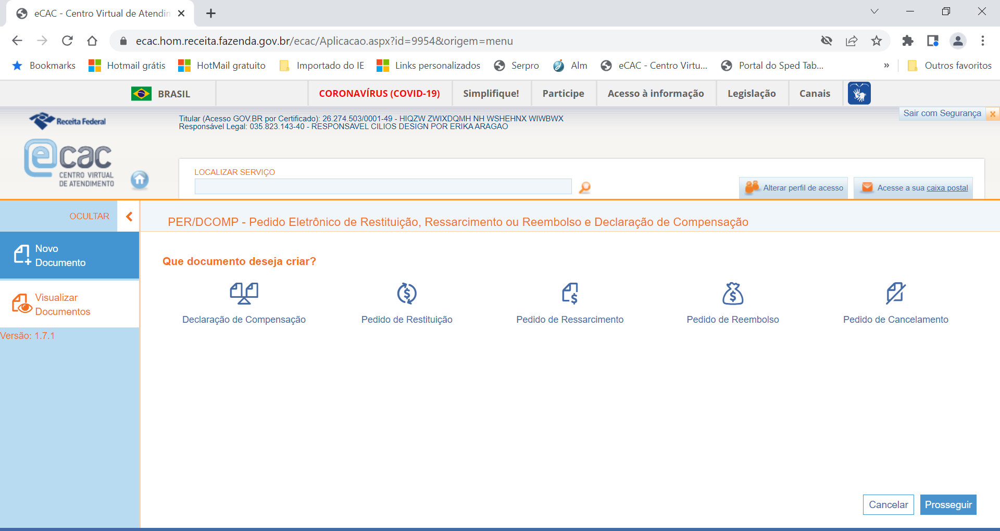 eCAC - Centro Virtual de Atendin
ecac.hom.receita.fazenda.gov.br/ecac/Aplicacao.aspx?id=9954&origem=menu
Bookmarks Hotmail grátis HotMail gratuito Importado do IE Links personalizados Serpro Alm eCAC - Centro Virtu... Portal do Sped Tab... » Outros favoritos
BRASIL CORONAVÍRUS (COVID-19) Simplifique! Participe Acesso à informação Legislação Canais
Sair com Segurança x
Receita Federal
Titular (Acesso GOV.BR por Certificado): 26.274.503/0001-49 - HIQZW ZWIXDQMH NH WSHEHNX WIWBWX
Responsável Legal: 035.823.143-40 - RESPONSAVEL CILIOS DESIGN POR ERIKA ARAGAO
ecac
CENTRO VIRTUAL
DE ATENDIMENTO
LOCALIZAR SERVIÇO
Alterar perfil de acesso
Acesse a sua caixa postal
OCULTAR
PER/DCOMP - Pedido Eletrônico de Restituição, Ressarcimento ou Reembolso e Declaração de Compensação
Novo
Documento
Visualizar
Documentos
Versão: 1.7.1
Que documento deseja criar?
Declaração de Compensação
Pedido de Restituição
Pedido de Ressarcimento
Pedido de Reembolso
Pedido de Cancelamento
Cancelar
Prosseguir